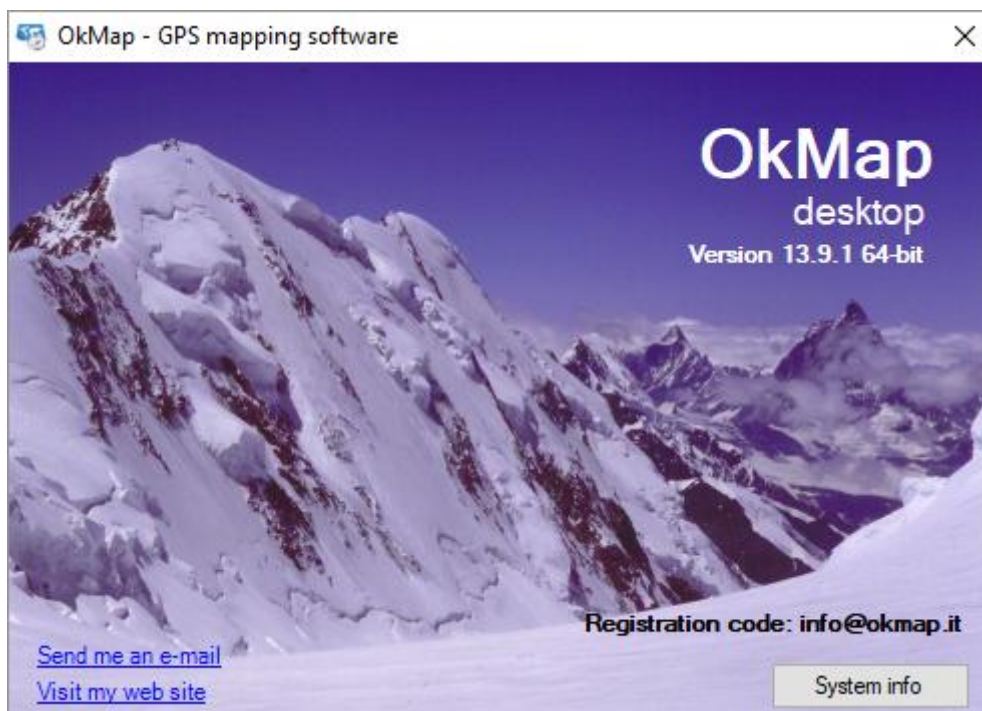 OkMap - GPS mapping software
OkMap
desktop
Version 13.9.1 64-bit
Registration code: info@okmap.it
Send me an e-mail
Visit my web site
System info